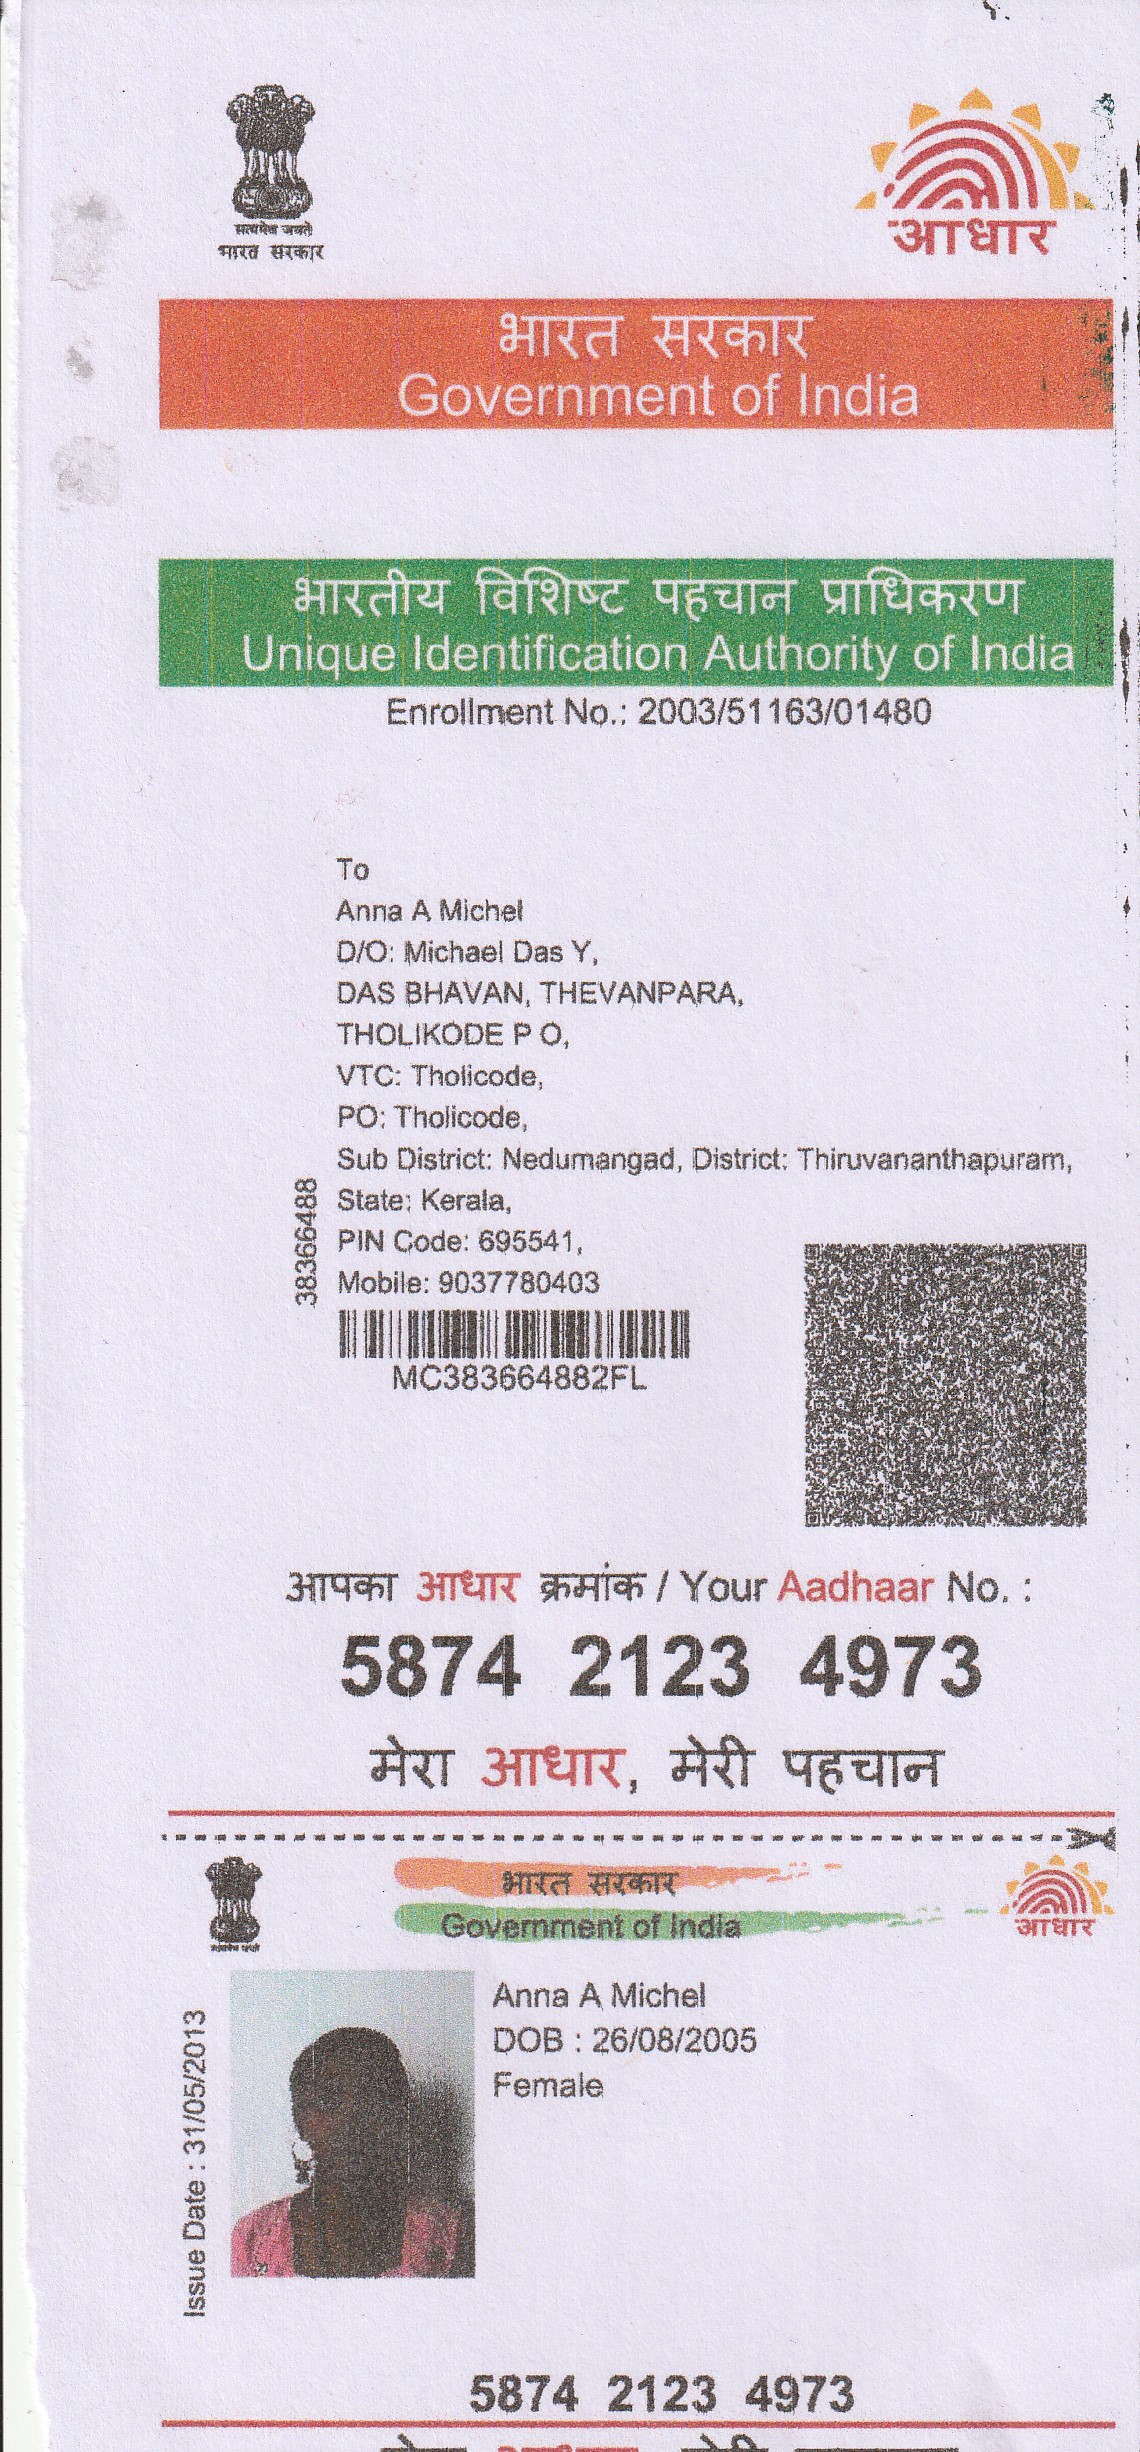 सत्यमेव जयते
भारत सरकार
आधार
भारत सरकार
Government of India
भारतीय विशिष्ट पहचान प्राधिकरण
Unique Identification Authority of India
Enrollment No.: 2003/51163/01480
To
Anna A Michel
D/O: Michael Das Y,
DAS BHAVAN, THEVANPARA,
THOLIKODE P O,
VTC: Tholicode,
PO: Tholicode,
Sub District: Nedumangad, District: Thiruvananthapuram,
State: Kerala,
PIN Code: 695541,
Mobile: 9037780403
38366488
MC383664882FL
आपका आधार क्रमांक / Your Aadhaar No. :
5874 2123 4973
मेरा आधार, मेरी पहचान
भारत सरकार
Government of India
आधार
Anna A Michel
DOB : 26/08/2005
Female
Issue Date : 31/05/2013
5874 2123 4973